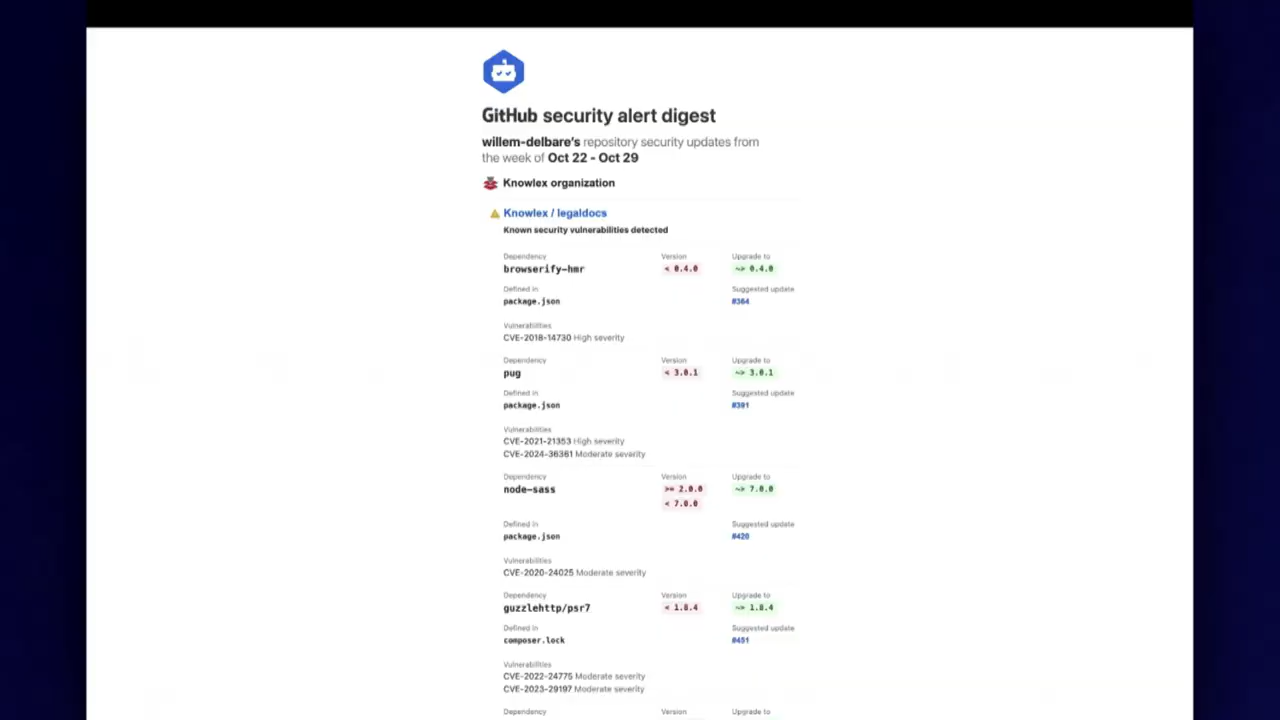 GitHub security alert digest
willem-delbare's repository security updates from
the week of Oct 22 - Oct 29
Knowlex organization
Knowlex / legaldocs
Known security vulnerabilities detected
Dependency Version Upgrade to
browserify-hmr < 0.4.0 ~> 0.4.0
Defined in Suggested update
package.json #364
Vulnerabilities
CVE-2018-14730 High severity
Dependency Version Upgrade to
pug < 3.0.1 ~> 3.0.1
Defined in Suggested update
package.json #391
Vulnerabilities
CVE-2021-21353 High severity
CVE-2024-36361 Moderate severity
Dependency Version Upgrade to
node-sass >= 2.0.0 ~> 7.0.0
< 7.0.0
Defined in Suggested update
package.json #420
Vulnerabilities
CVE-2020-24025 Moderate severity
Dependency Version Upgrade to
guzzlehttp/psr7 < 1.8.4 ~> 1.8.4
Defined in Suggested update
composer.lock #451
Vulnerabilities
CVE-2022-24775 Moderate severity
CVE-2023-29197 Moderate severity
Dependency Version Upgrade to